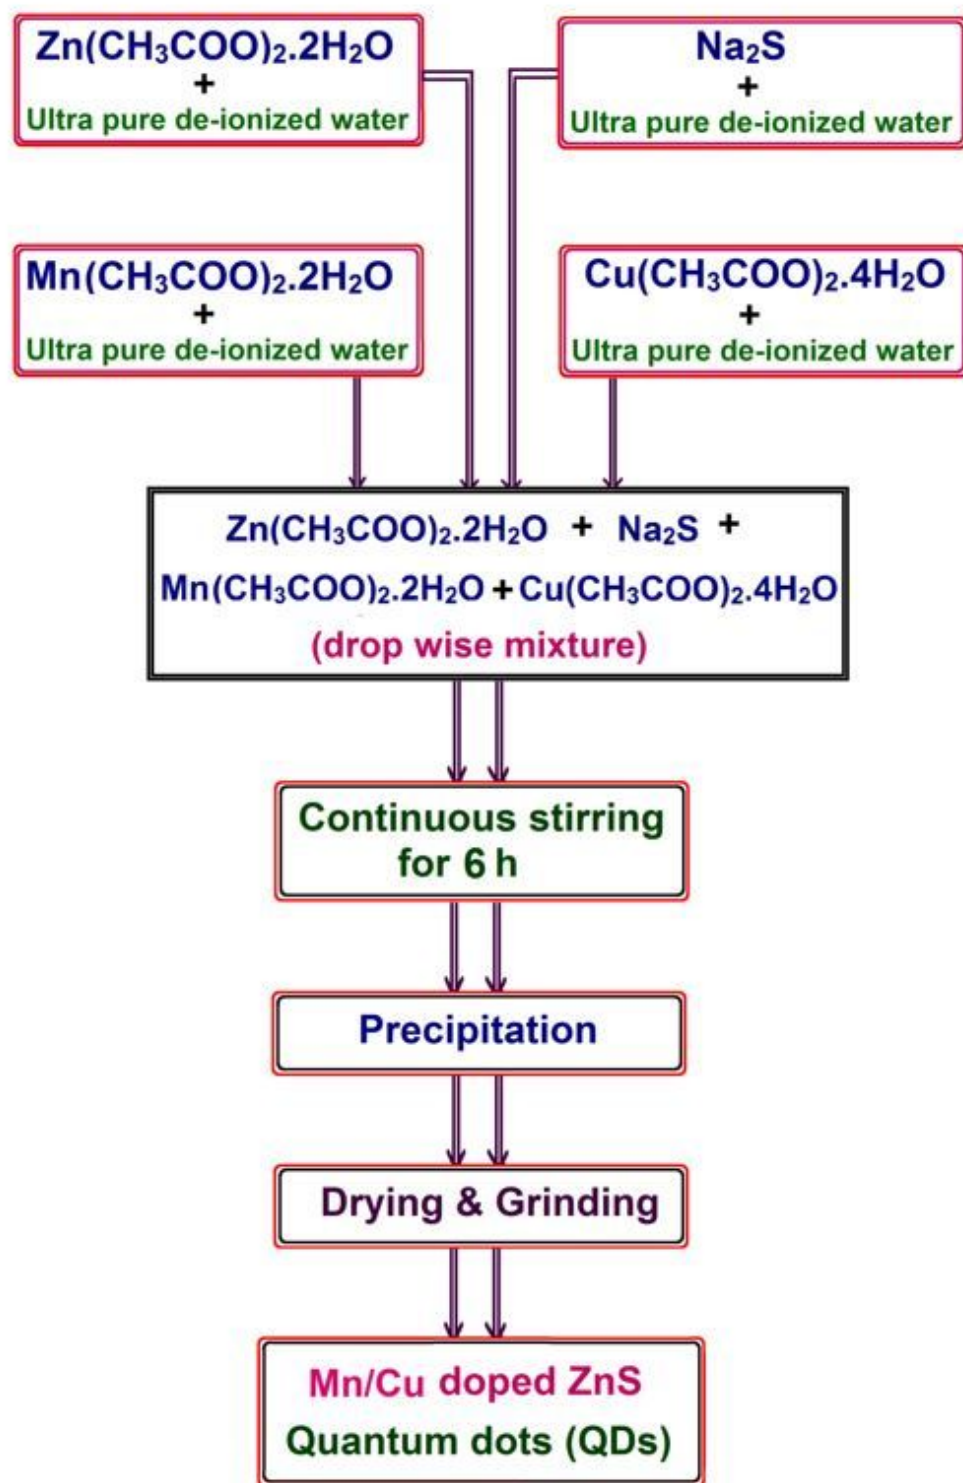 Zn(CH₃COO)₂.2H₂O
+
Ultra pure de-ionized water
Na₂S
+
Ultra pure de-ionized water
Mn(CH₃COO)₂.2H₂O
+
Ultra pure de-ionized water
Cu(CH₃COO)₂.4H₂O
+
Ultra pure de-ionized water
Zn(CH₃COO)₂.2H₂O + Na₂S +
Mn(CH₃COO)₂.2H₂O + Cu(CH₃COO)₂.4H₂O
(drop wise mixture)
Continuous stirring
for 6 h
Precipitation
Drying & Grinding
Mn/Cu doped ZnS
Quantum dots (QDs)